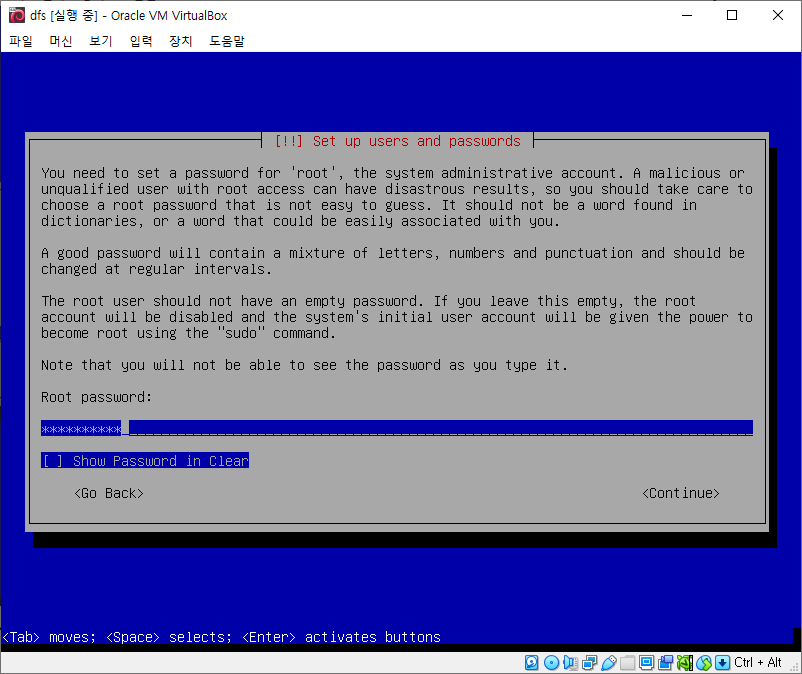 dfs [실행 중] - Oracle VM VirtualBox
파일 머신 보기 입력 장치 도움말
[!!] Set up users and passwords
You need to set a password for 'root', the system administrative account. A malicious or
unqualified user with root access can have disastrous results, so you should take care to
choose a root password that is not easy to guess. It should not be a word found in
dictionaries, or a word that could be easily associated with you.
A good password will contain a mixture of letters, numbers and punctuation and should be
changed at regular intervals.
The root user should not have an empty password. If you leave this empty, the root
account will be disabled and the system's initial user account will be given the power to
become root using the "sudo" command.
Note that you will not be able to see the password as you type it.
Root password:
**********
[ ] Show Password in Clear
<Go Back> <Continue>
<Tab> moves; <Space> selects; <Enter> activates buttons
Ctrl + Alt